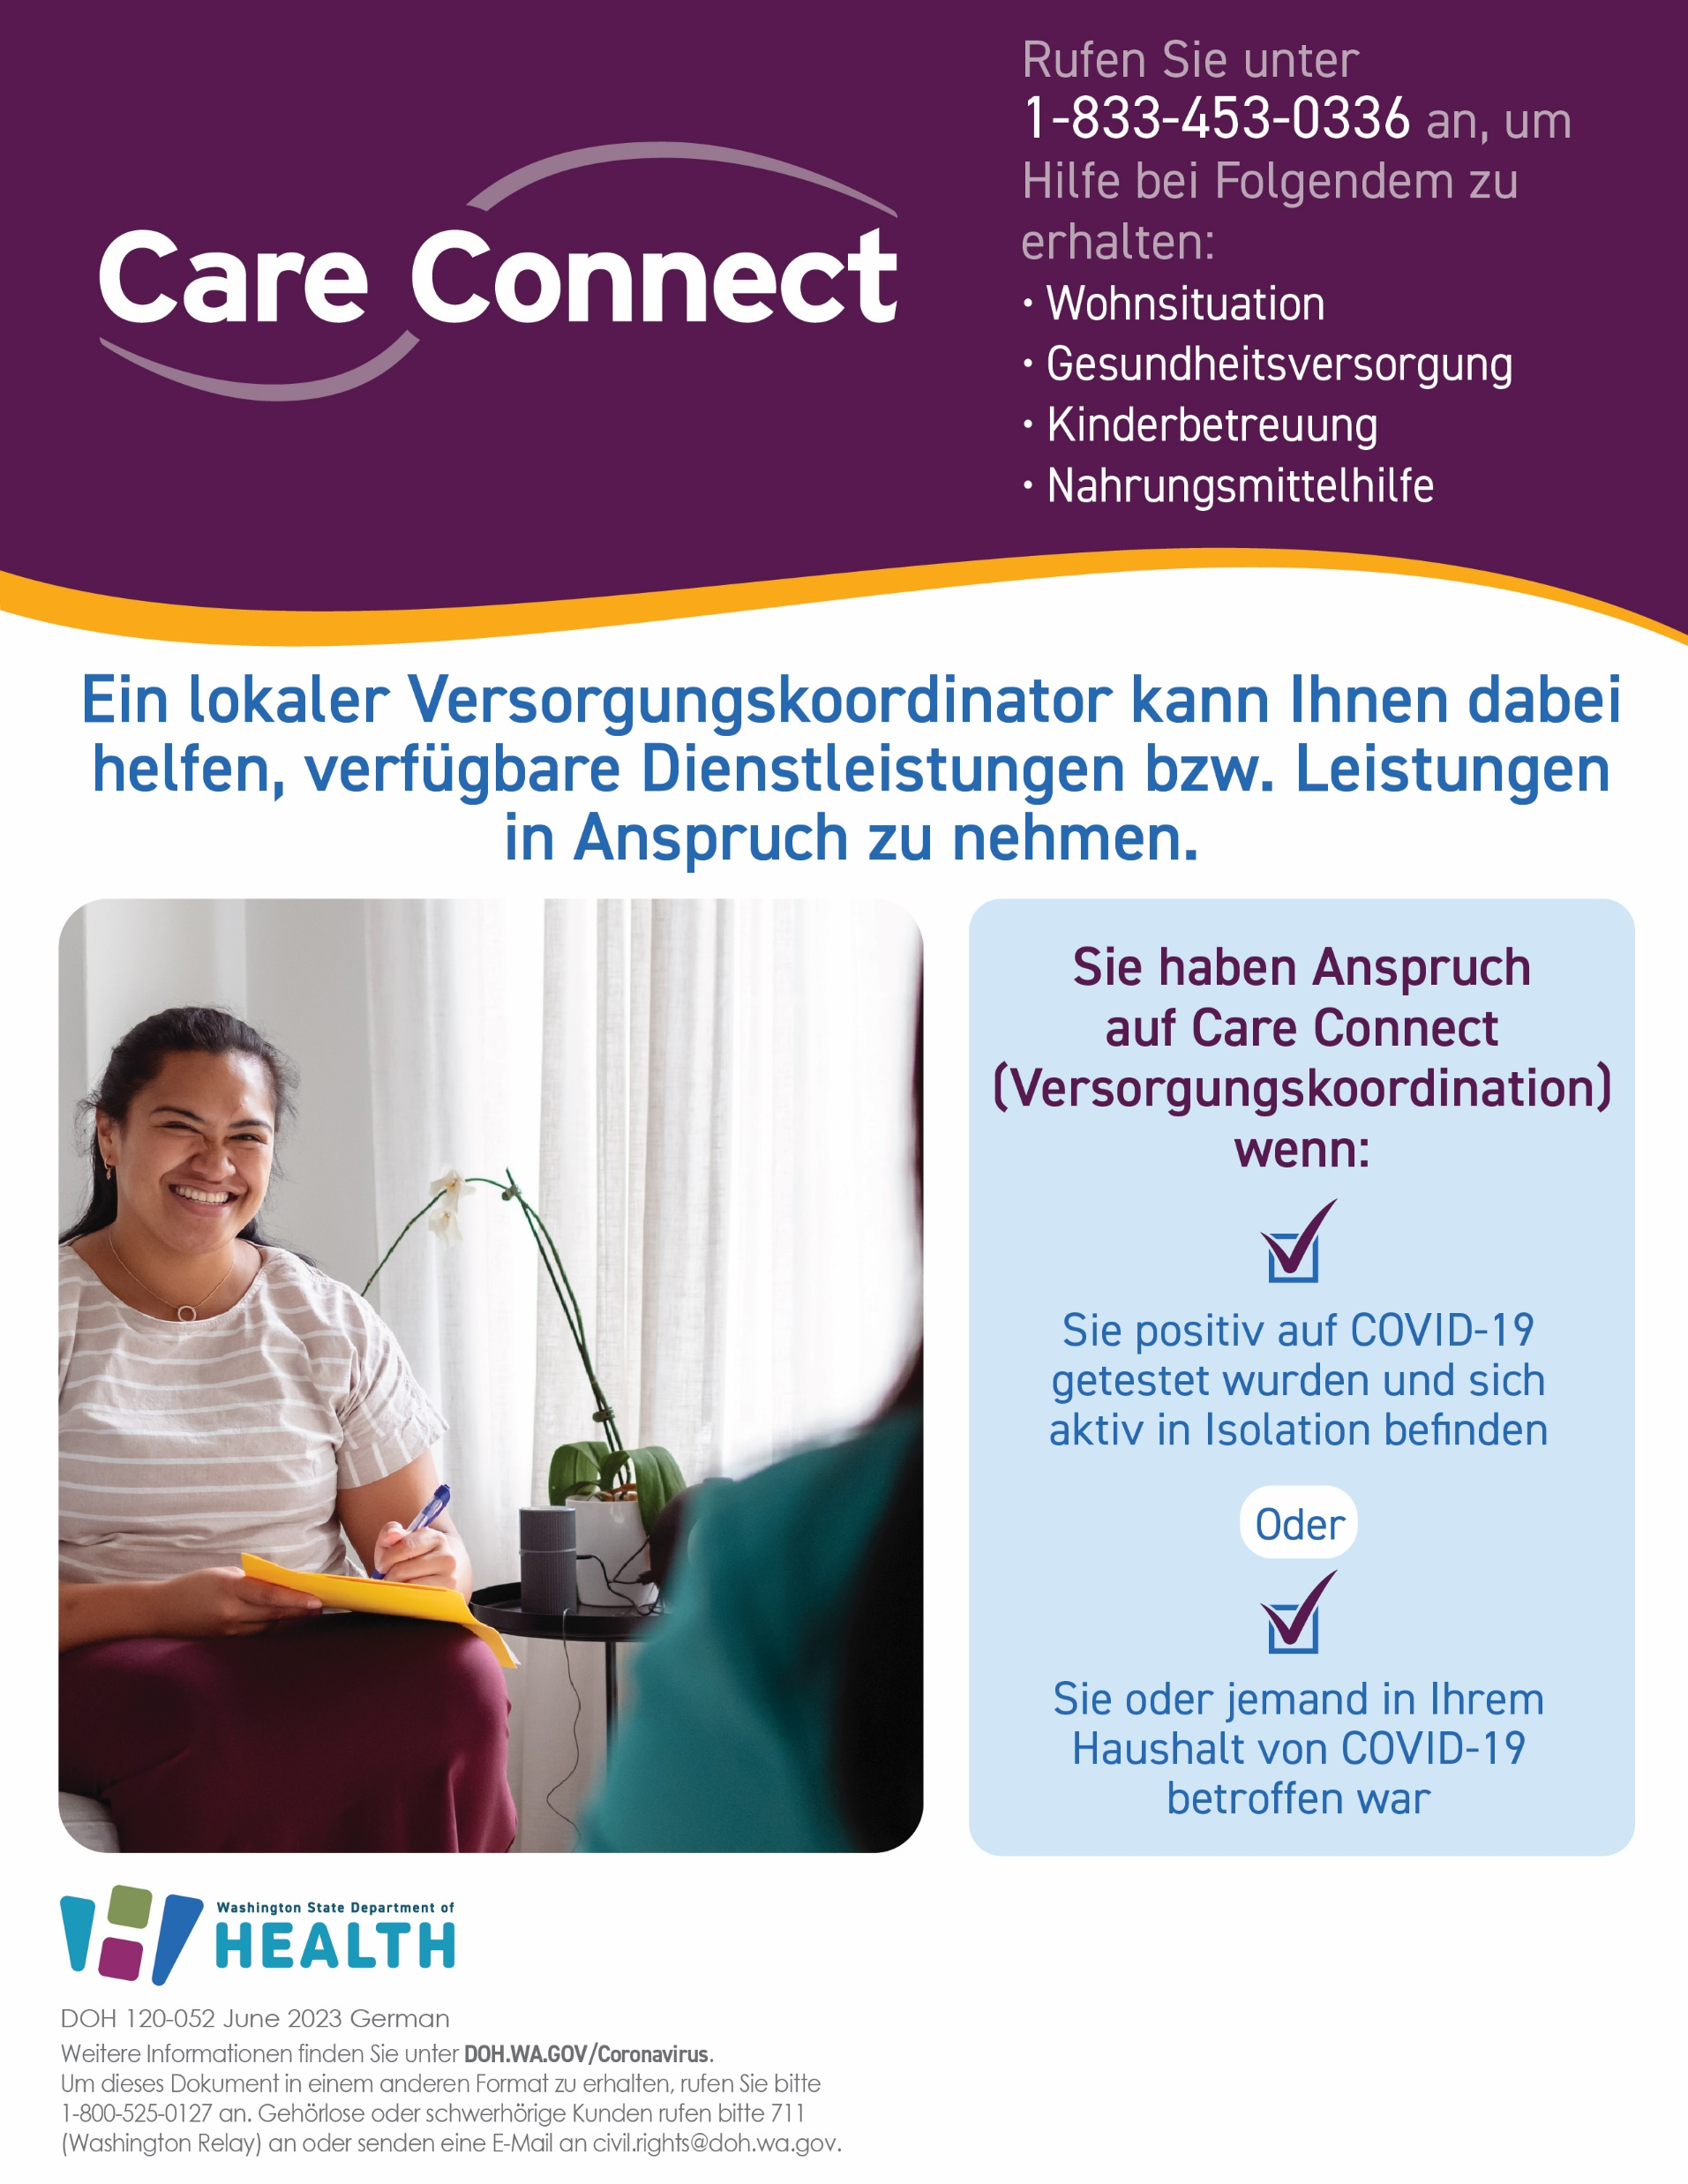 Care Connect
Rufen Sie unter
1-833-453-0336 an, um
Hilfe bei Folgendem zu
erhalten:
• Wohnsituation
• Gesundheitsversorgung
• Kinderbetreuung
• Nahrungsmittelhilfe
Ein lokaler Versorgungskoordinator kann Ihnen dabei
helfen, verfügbare Dienstleistungen bzw. Leistungen
in Anspruch zu nehmen.
Sie haben Anspruch
auf Care Connect
(Versorgungskoordination)
wenn:
Sie positiv auf COVID-19
getestet wurden und sich
aktiv in Isolation befinden
Oder
Sie oder jemand in Ihrem
Haushalt von COVID-19
betroffen war
Washington State Department of
HEALTH
DOH 120-052 June 2023 German
Weitere Informationen finden Sie unter DOH.WA.GOV/Coronavirus.
Um dieses Dokument in einem anderen Format zu erhalten, rufen Sie bitte
1-800-525-0127 an. Gehörlose oder schwerhörige Kunden rufen bitte 711
(Washington Relay) an oder senden eine E-Mail an civil.rights@doh.wa.gov.